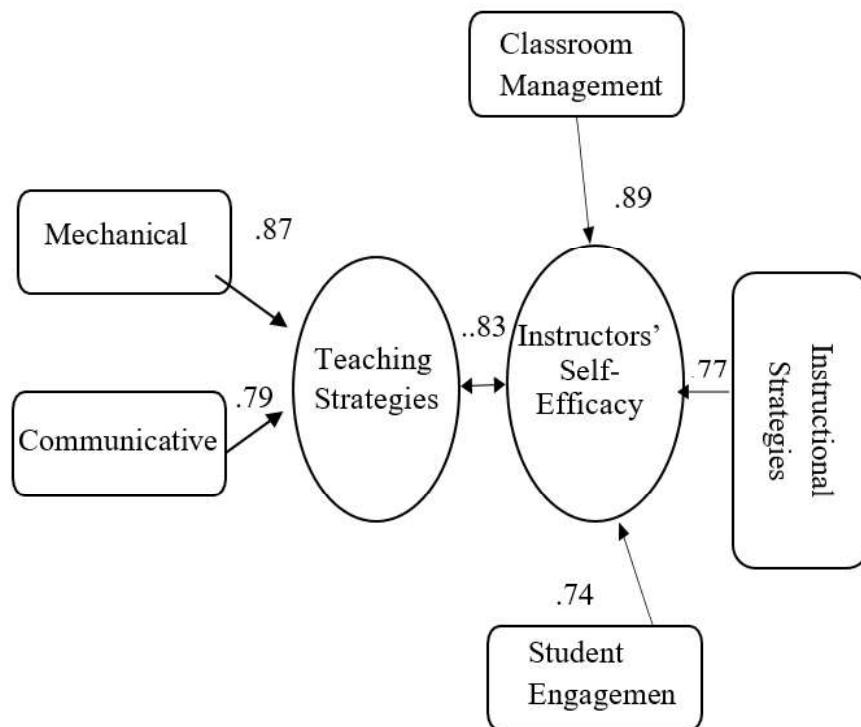 Classroom
Management
.89
Mechanical
.87
..83
Teaching
Strategies
Instructors’
Self-
Efficacy
.77
Instructional
Strategies
.79
Communicative
.74
Student
Engagemen